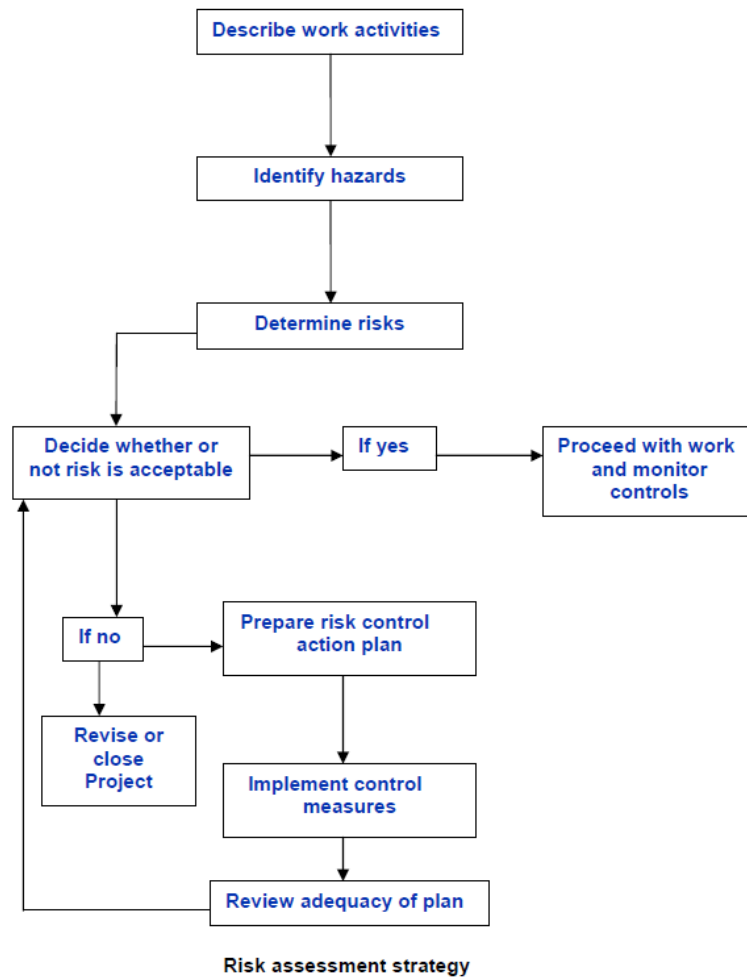 Describe work activities
Identify hazards
Determine risks
Decide whether or
not risk is acceptable
If yes
Proceed with work
and monitor
controls
If no
Prepare risk control
action plan
Revise or
close
Project
Implement control
measures
Review adequacy of plan
Risk assessment strategy